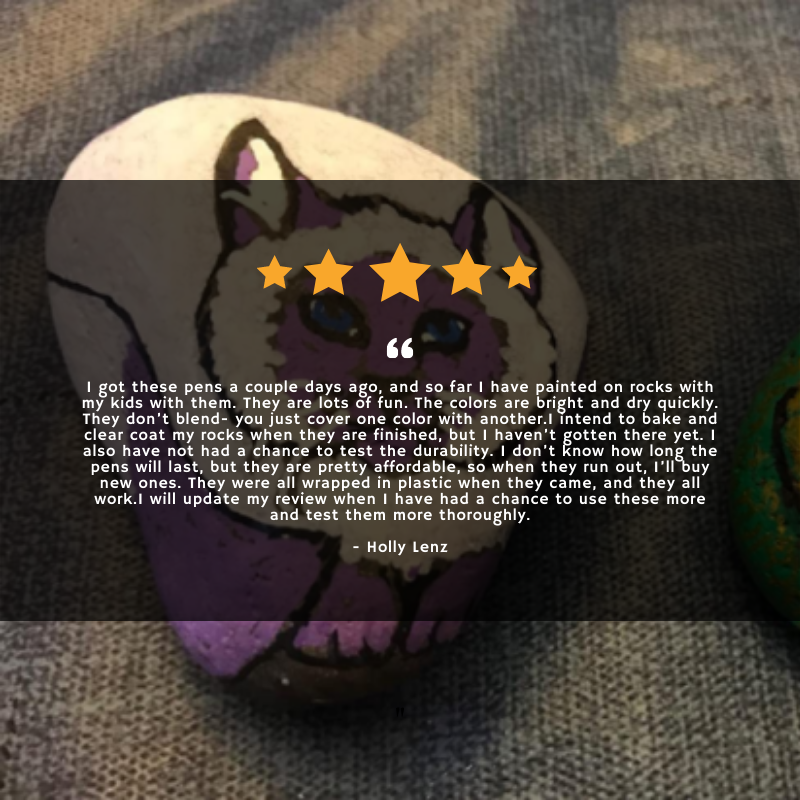 “
I got these pens a couple days ago, and so far I have painted on rocks with
my kids with them. They are lots of fun. The colors are bright and dry quickly.
They don't blend- you just cover one color with another.I intend to bake and
clear coat my rocks when they are finished, but I haven't gotten there yet. I
also have not had a chance to test the durability. I don't know how long the
pens will last, but they are pretty affordable, so when they run out, I'll buy
new ones. They were all wrapped in plastic when they came, and they all
work.I will update my review when I have had a chance to use these more
and test them more thoroughly.
- Holly Lenz
"